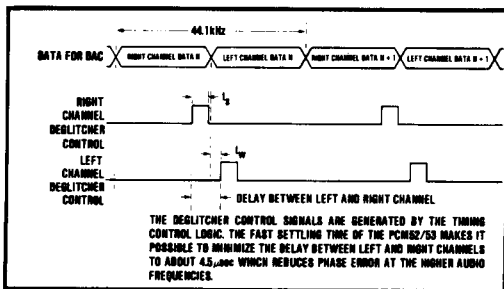 44.1kHz
DATA FOR DAC
RIGHT CHANNEL DATA N
LEFT CHANNEL DATA N
RIGHT CHANNEL DATA N + 1
LEFT CHANNEL DATA N + 1
ts
RIGHT
CHANNEL
DEGLITCHER
CONTROL
tw
LEFT
CHANNEL
DEGLITCHER
CONTROL
DELAY BETWEEN LEFT AND RIGHT CHANNEL
THE DEGLITCHER CONTROL SIGNALS ARE GENERATED BY THE TIMING
CONTROL LOGIC. THE FAST SETTLING TIME OF THE PCM52/53 MAKES IT
POSSIBLE TO MINIMIZE THE DELAY BETWEEN LEFT AND RIGHT CHANNELS
TO ABOUT 4.5μsec WHICH REDUCES PHASE ERROR AT THE HIGHER AUDIO
FREQUENCIES.